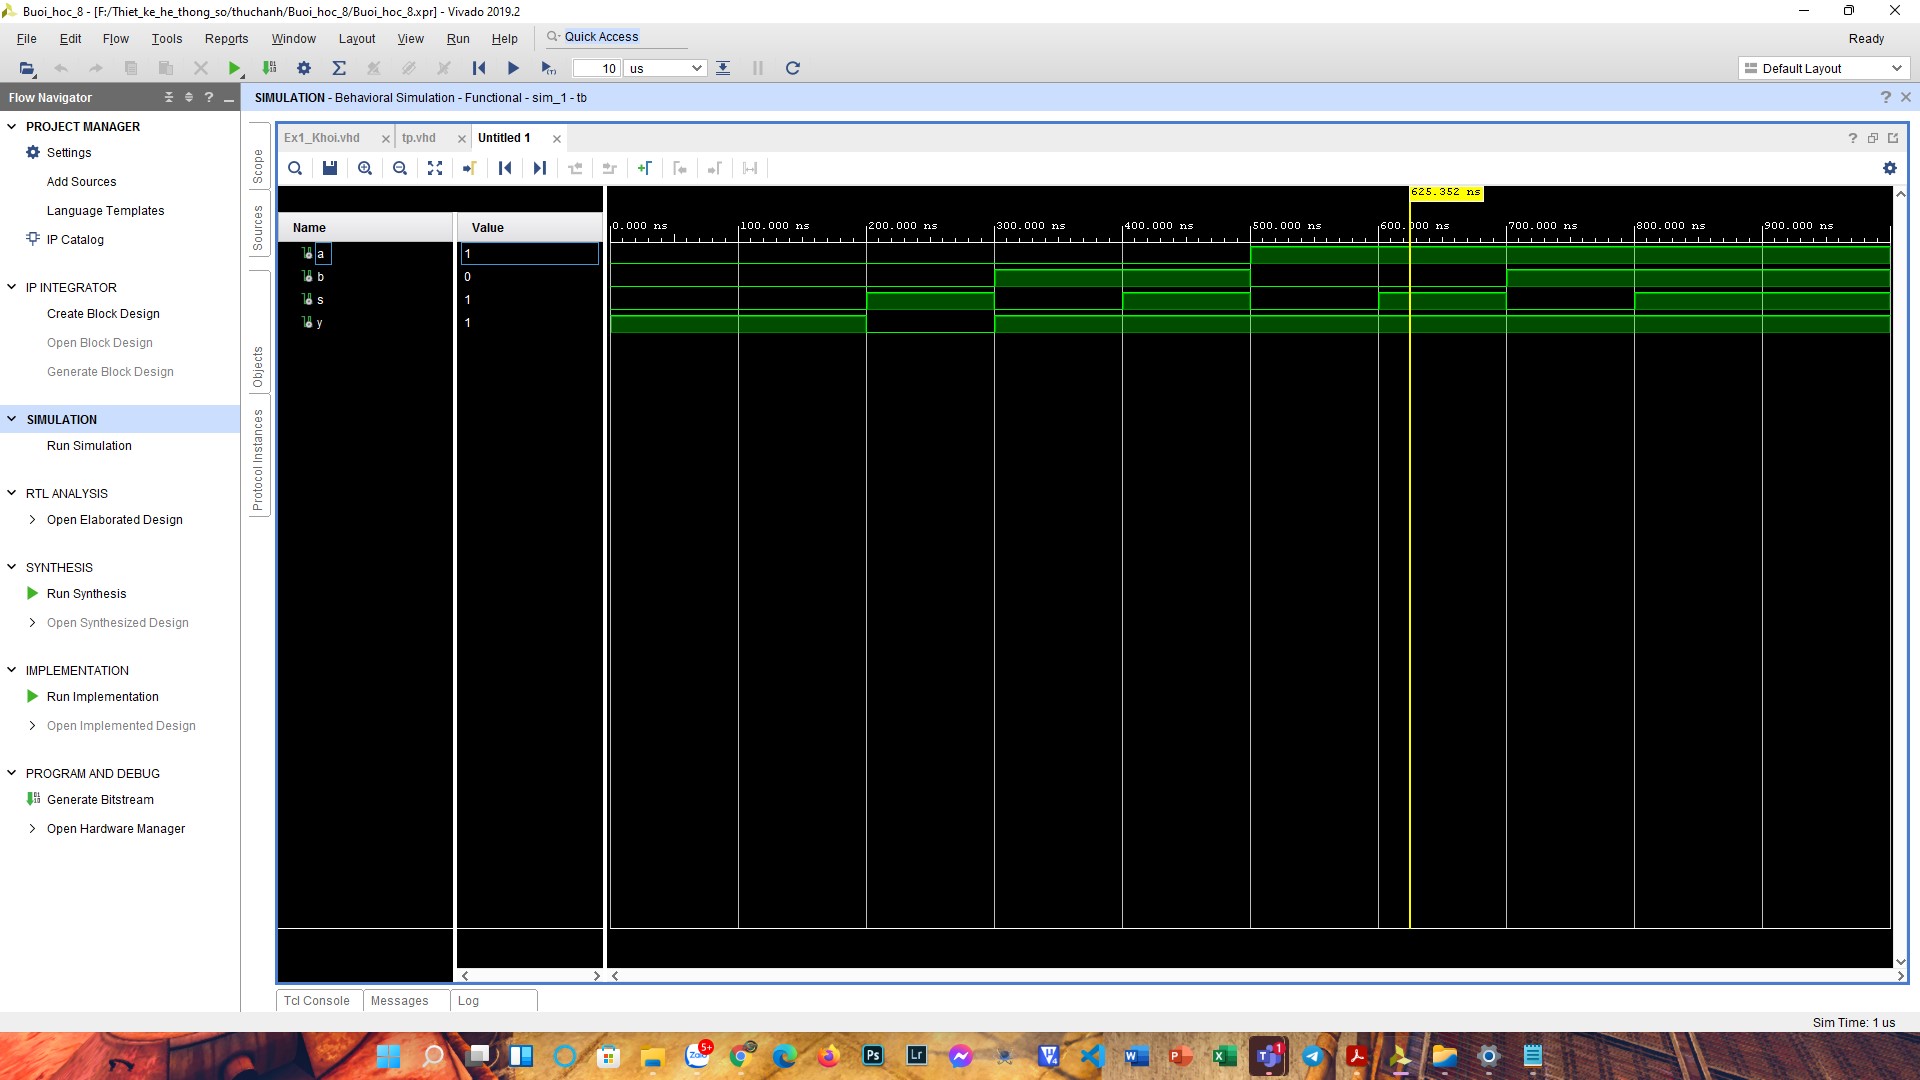 Buoi_hoc_8 - [F:/Thiet_ke_he_thong_so/thuchanh/Buoi_hoc_8/Buoi_hoc_8.xpr] - Vivado 2019.2
File Edit Flow Tools Reports Window Layout View Run Help Quick Access
Ready
10 us
Default Layout
Flow Navigator
SIMULATION - Behavioral Simulation - Functional - sim_1 - tb
PROJECT MANAGER
Settings
Add Sources
Language Templates
IP Catalog
IP INTEGRATOR
Create Block Design
Open Block Design
Generate Block Design
SIMULATION
Run Simulation
RTL ANALYSIS
Open Elaborated Design
SYNTHESIS
Run Synthesis
Open Synthesized Design
IMPLEMENTATION
Run Implementation
Open Implemented Design
PROGRAM AND DEBUG
Generate Bitstream
Open Hardware Manager
Scope
Sources
Objects
Protocol Instances
Ex1_Khoi.vhd tp.vhd Untitled 1
625.352 ns
Name Value
0.000 ns 100.000 ns 200.000 ns 300.000 ns 400.000 ns 500.000 ns 600.000 ns 700.000 ns 800.000 ns 900.000 ns
a 1
b 0
s 1
y 1
Tcl Console Messages Log
Sim Time: 1 us
Zalo 5+
Ps
Lr
1